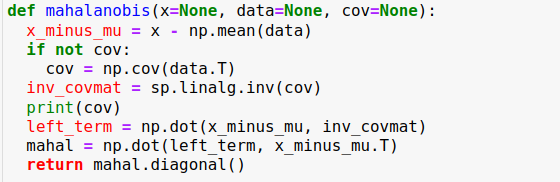 def mahalanobis(x=None, data=None, cov=None):
  x_minus_mu = x - np.mean(data)
  if not cov:
    cov = np.cov(data.T)
  inv_covmat = sp.linalg.inv(cov)
  print(cov)
  left_term = np.dot(x_minus_mu, inv_covmat)
  mahal = np.dot(left_term, x_minus_mu.T)
  return mahal.diagonal()